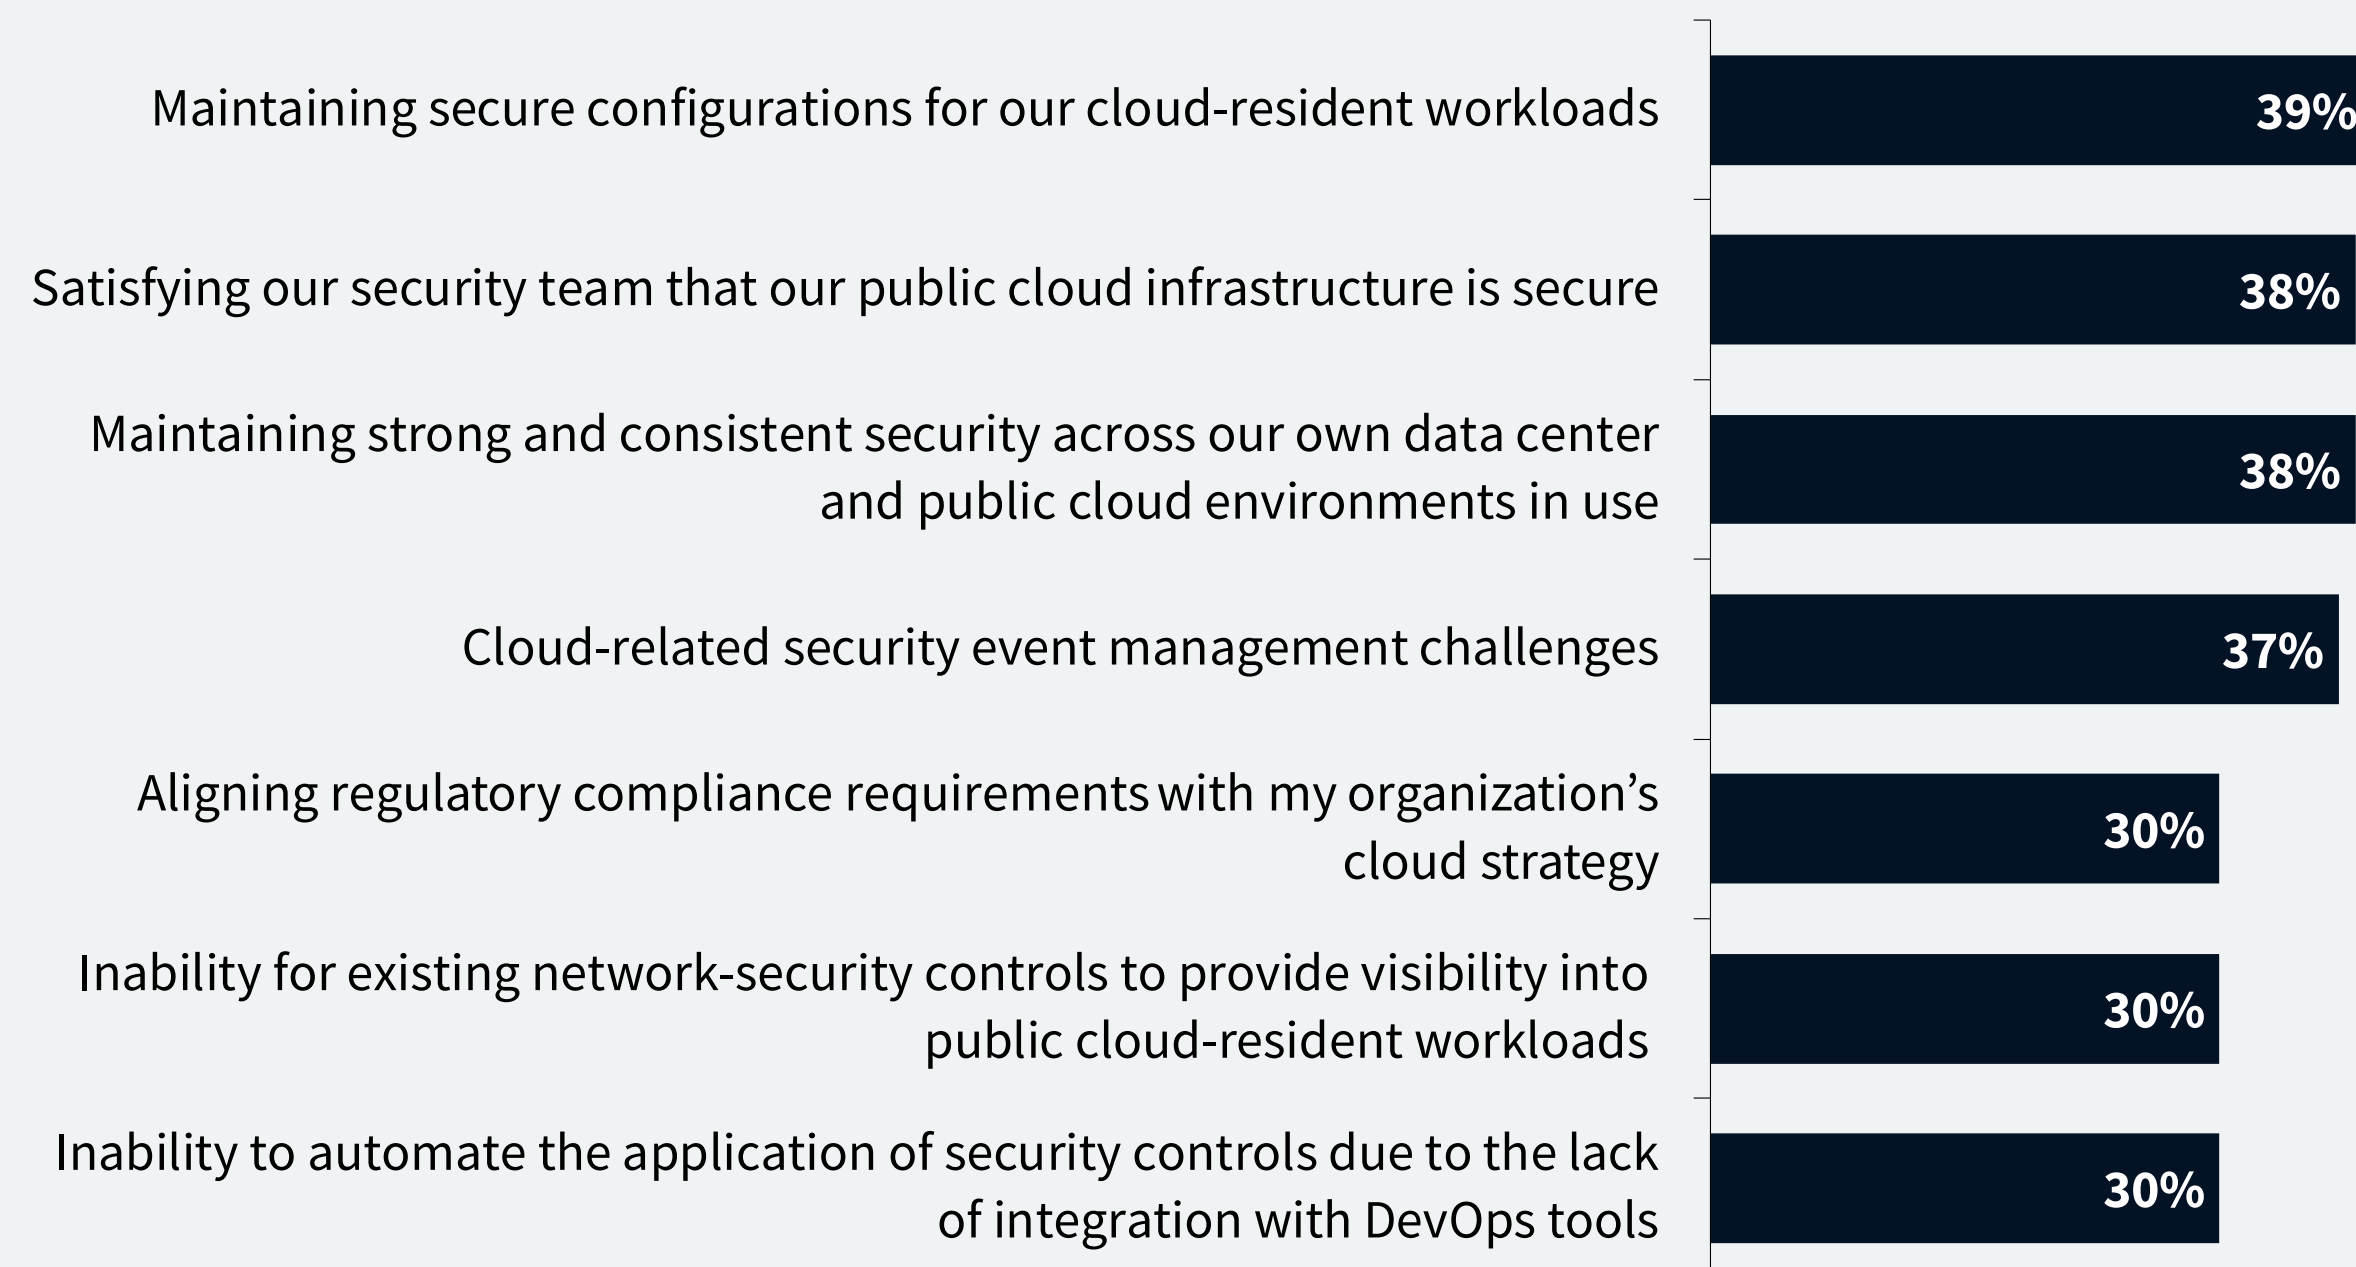 Maintaining secure configurations for our cloud-resident workloads
39%
Satisfying our security team that our public cloud infrastructure is secure
38%
Maintaining strong and consistent security across our own data center
and public cloud environments in use
38%
Cloud-related security event management challenges
37%
Aligning regulatory compliance requirements with my organization’s
cloud strategy
30%
Inability for existing network-security controls to provide visibility into
public cloud-resident workloads
30%
Inability to automate the application of security controls due to the lack
of integration with DevOps tools
30%